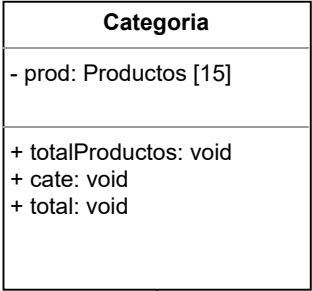 Categoria
- prod: Productos [15]
+ totalProductos: void
+ cate: void
+ total: void